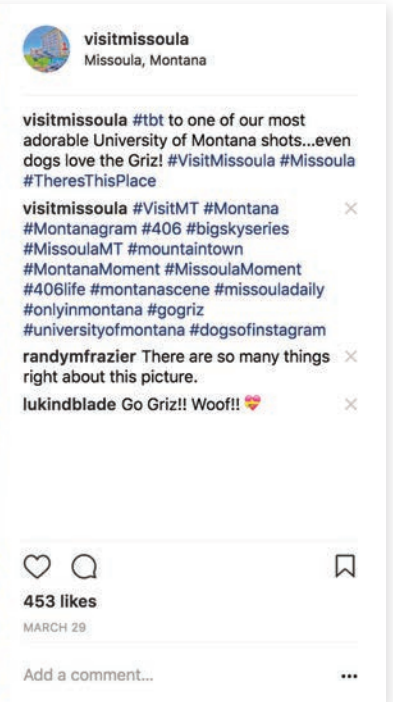 visitmissoula
Missoula, Montana
visitmissoula #tbt to one of our most
adorable University of Montana shots...even
dogs love the Griz! #VisitMissoula #Missoula
#TheresThisPlace
visitmissoula #VisitMT #Montana
#Montanagram #406 #bigskyseries
#MissoulaMT #mountaintown
#MontanaMoment #MissoulaMoment
#406life #montanascene #missouladaily
#onlyinmontana #gogriz
#universityofmontana #dogsofinstagram
randymfrazier There are so many things
right about this picture.
lukindblade Go Griz!! Woof!! 💝
453 likes
MARCH 29
Add a comment...